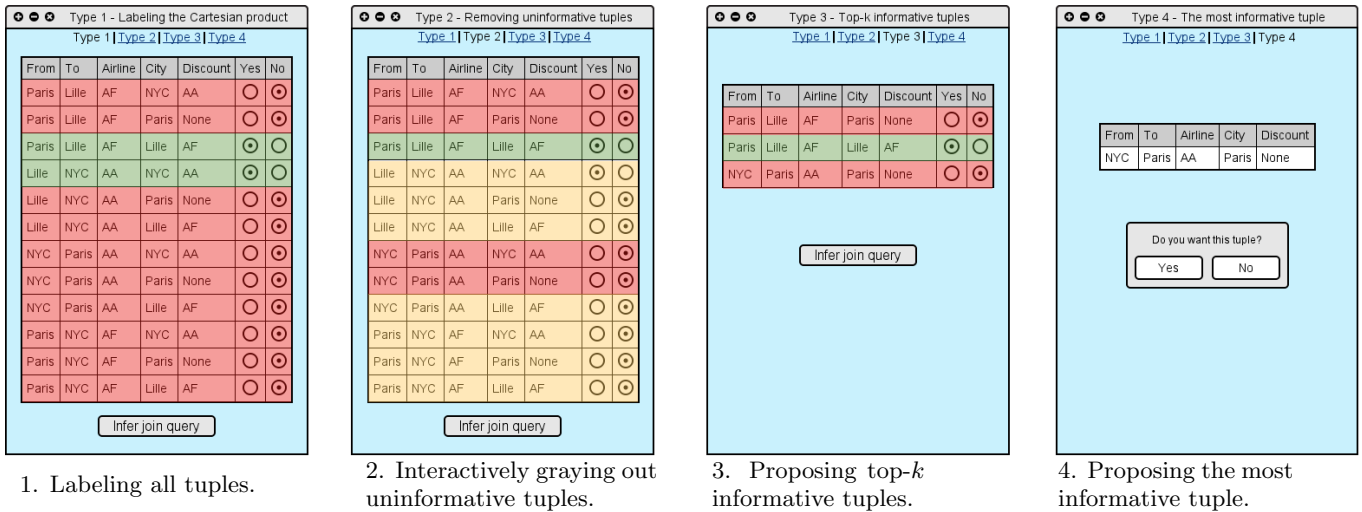 Type 1 - Labeling the Cartesian product
Type 1 | Type 2 | Type 3 | Type 4
From To Airline City Discount Yes No
Paris Lille AF NYC AA
Paris Lille AF Paris None
Paris Lille AF Lille AF
Lille NYC AA NYC AA
Lille NYC AA Paris None
Lille NYC AA Lille AF
NYC Paris AA NYC AA
NYC Paris AA Paris None
NYC Paris AA Lille AF
Paris NYC AF NYC AA
Paris NYC AF Paris None
Paris NYC AF Lille AF
Infer join query
1. Labeling all tuples.
Type 2 - Removing uninformative tuples
Type 1 | Type 2 | Type 3 | Type 4
From To Airline City Discount Yes No
Paris Lille AF NYC AA
Paris Lille AF Paris None
Paris Lille AF Lille AF
Lille NYC AA NYC AA
Lille NYC AA Paris None
Lille NYC AA Lille AF
NYC Paris AA NYC AA
NYC Paris AA Paris None
NYC Paris AA Lille AF
Paris NYC AF NYC AA
Paris NYC AF Paris None
Paris NYC AF Lille AF
Infer join query
2. Interactively graying out
uninformative tuples.
Type 3 - Top-k informative tuples
Type 1 | Type 2 | Type 3 | Type 4
From To Airline City Discount Yes No
Paris Lille AF Paris None
Paris Lille AF Lille AF
NYC Paris AA Paris None
Infer join query
3. Proposing top-k
informative tuples.
Type 4 - The most informative tuple
Type 1 | Type 2 | Type 3 | Type 4
From To Airline City Discount
NYC Paris AA Paris None
Do you want this tuple?
Yes No
4. Proposing the most
informative tuple.